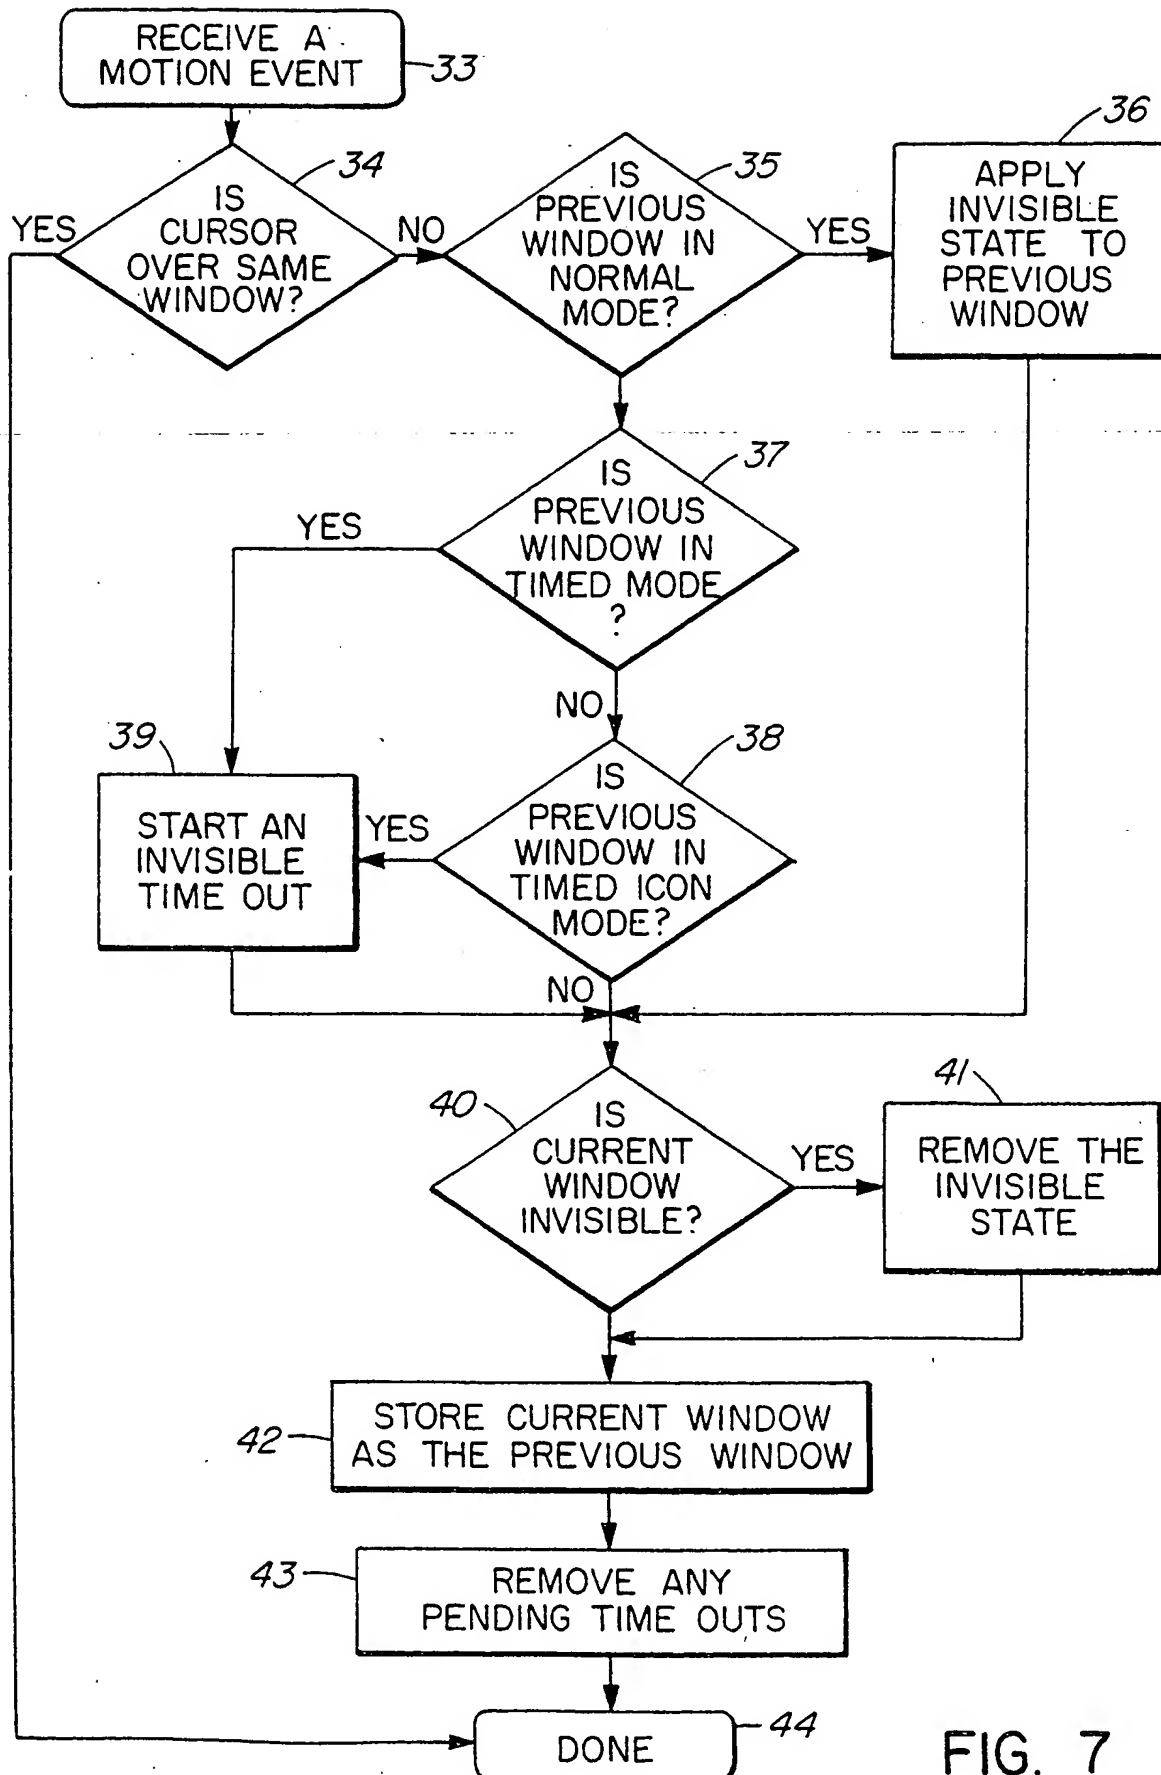 RECEIVE A
MOTION EVENT
33
34
IS
CURSOR
OVER SAME
WINDOW?
YES
NO
35
IS
PREVIOUS
WINDOW IN
NORMAL
MODE?
YES
36
APPLY
INVISIBLE
STATE TO
PREVIOUS
WINDOW
37
IS
PREVIOUS
WINDOW IN
TIMED MODE
?
YES
NO
38
IS
PREVIOUS
WINDOW IN
TIMED ICON
MODE?
YES
NO
39
START AN
INVISIBLE
TIME OUT
40
IS
CURRENT
WINDOW
INVISIBLE?
YES
41
REMOVE THE
INVISIBLE
STATE
42
STORE CURRENT WINDOW
AS THE PREVIOUS WINDOW
43
REMOVE ANY
PENDING TIME OUTS
44
DONE
FIG. 7